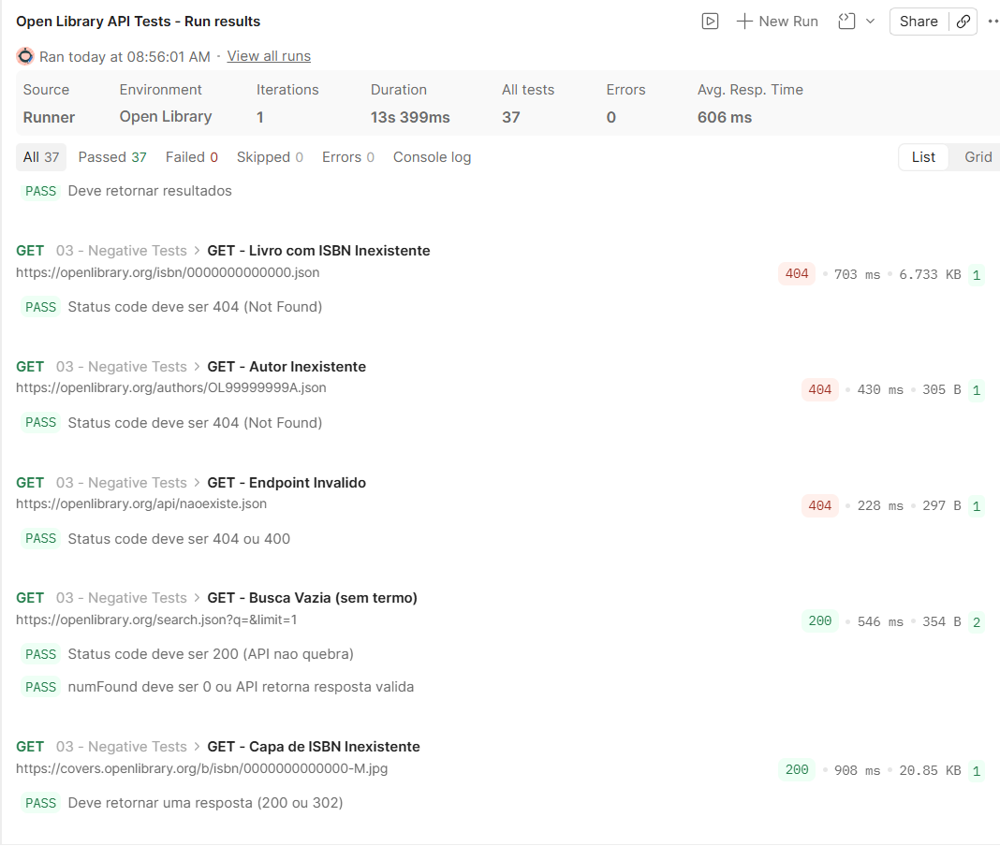 Open Library API Tests - Run results
New Run
Share
Ran today at 08:56:01 AM · View all runs
Source Environment Iterations Duration All tests Errors Avg. Resp. Time
Runner Open Library 1 13s 399ms 37 0 606 ms
All 37 Passed 37 Failed 0 Skipped 0 Errors 0 Console log List Grid
PASS Deve retornar resultados
GET 03 - Negative Tests > GET - Livro com ISBN Inexistente
https://openlibrary.org/isbn/0000000000000.json
404 • 703 ms • 6.733 KB 1
PASS Status code deve ser 404 (Not Found)
GET 03 - Negative Tests > GET - Autor Inexistente
https://openlibrary.org/authors/OL99999999A.json
404 • 430 ms • 305 B 1
PASS Status code deve ser 404 (Not Found)
GET 03 - Negative Tests > GET - Endpoint Invalido
https://openlibrary.org/api/naoexiste.json
404 • 228 ms • 297 B 1
PASS Status code deve ser 404 ou 400
GET 03 - Negative Tests > GET - Busca Vazia (sem termo)
https://openlibrary.org/search.json?q=&limit=1
200 • 546 ms • 354 B 2
PASS Status code deve ser 200 (API nao quebra)
PASS numFound deve ser 0 ou API retorna resposta valida
GET 03 - Negative Tests > GET - Capa de ISBN Inexistente
https://covers.openlibrary.org/b/isbn/0000000000000-M.jpg
200 • 908 ms • 20.85 KB 1
PASS Deve retornar uma resposta (200 ou 302)